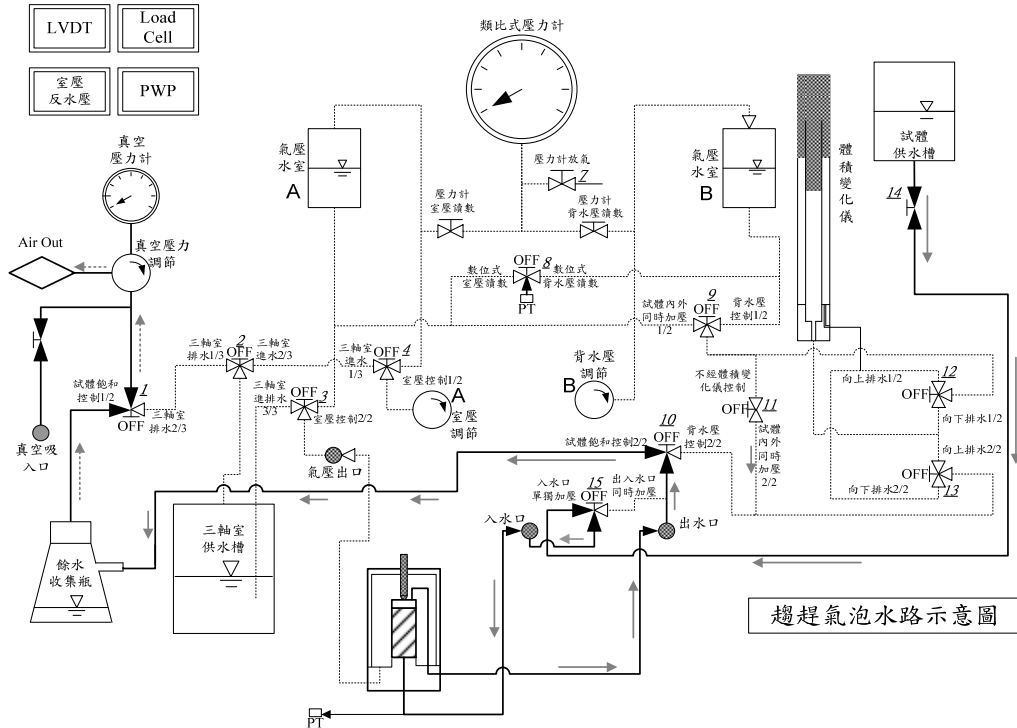 LVDT
Load
Cell
室壓
反水壓
PWP
類比式壓力計
真空
壓力計
氣壓
水室
A
壓力計放氣
7
壓力計
室壓讀數
壓力計
背水壓讀數
氣壓
水室
B
體積變化儀
試體
供水槽
14
Air Out
真空壓力
調節
OFF
8
數位式
室壓讀數
數位式
背水壓讀數
PT
9
OFF
試體內外
同時加壓
1/2
背水壓
控制1/2
三軸室
排水1/3
2
OFF
三軸室
進水2/3
三軸室
進水
1/3
4
OFF
室壓控制1/2
A
室壓
調節
背水壓
調節
B
不經體積變
化儀控制
OFF
11
向上排水1/2
12
OFF
向下排水1/2
試體飽和
控制1/2
1
OFF
三軸室
排水2/3
三軸室
進排水
3/3
OFF
3
室壓控制2/2
真空吸
入口
氣壓出口
10
OFF
試體飽和控制2/2
背水壓
控制2/2
試體
內外
同時
加壓
2/2
向上排水2/2
OFF
13
向下排水2/2
入水口
單獨加壓
15
OFF
出入水口
同時加壓
入水口
出水口
三軸室
供水槽
餘水
收集瓶
趨趕氣泡水路示意圖
PT